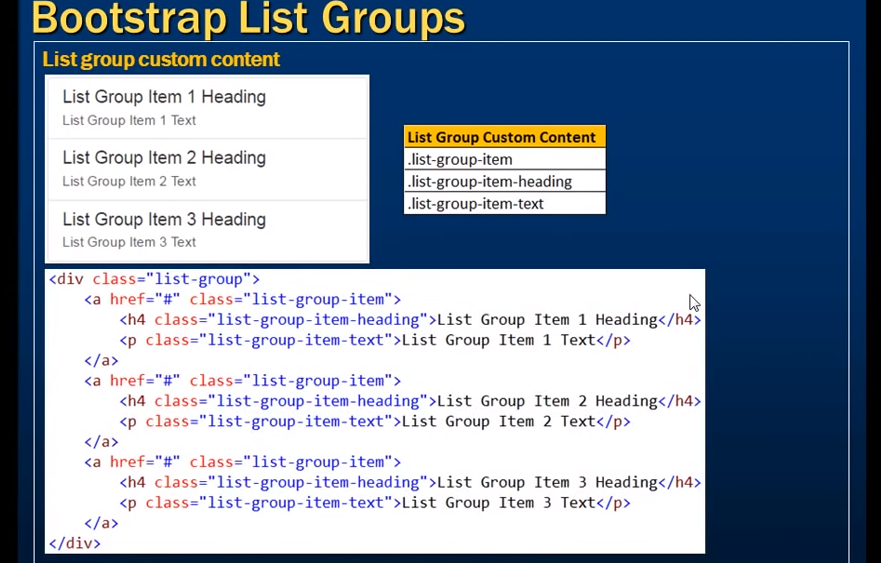 Bootstrap List Groups
List group custom content
List Group Item 1 Heading
List Group Item 1 Text
List Group Item 2 Heading
List Group Item 2 Text
List Group Item 3 Heading
List Group Item 3 Text
List Group Custom Content
.list-group-item
.list-group-item-heading
.list-group-item-text
<div class="list-group">
    <a href="#" class="list-group-item">
        <h4 class="list-group-item-heading">List Group Item 1 Heading</h4>
        <p class="list-group-item-text">List Group Item 1 Text</p>
    </a>
    <a href="#" class="list-group-item">
        <h4 class="list-group-item-heading">List Group Item 2 Heading</h4>
        <p class="list-group-item-text">List Group Item 2 Text</p>
    </a>
    <a href="#" class="list-group-item">
        <h4 class="list-group-item-heading">List Group Item 3 Heading</h4>
        <p class="list-group-item-text">List Group Item 3 Text</p>
    </a>
</div>